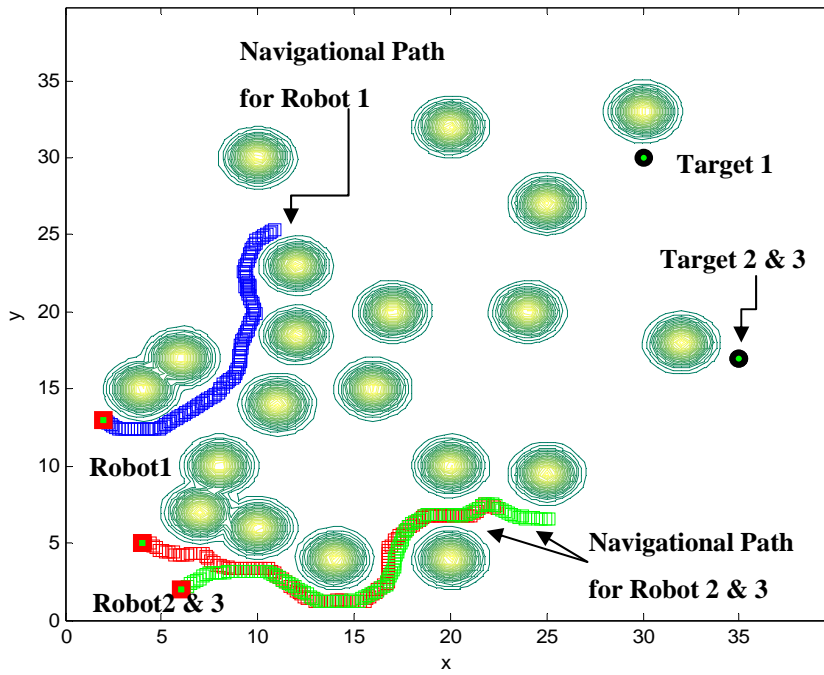 Navigational Path
for Robot 1
Target 1
Target 2 & 3
Robot1
Robot2 & 3
Navigational Path
for Robot 2 & 3
y
35
30
25
20
15
10
5
0
0 5 10 15 20 25 30 35
x